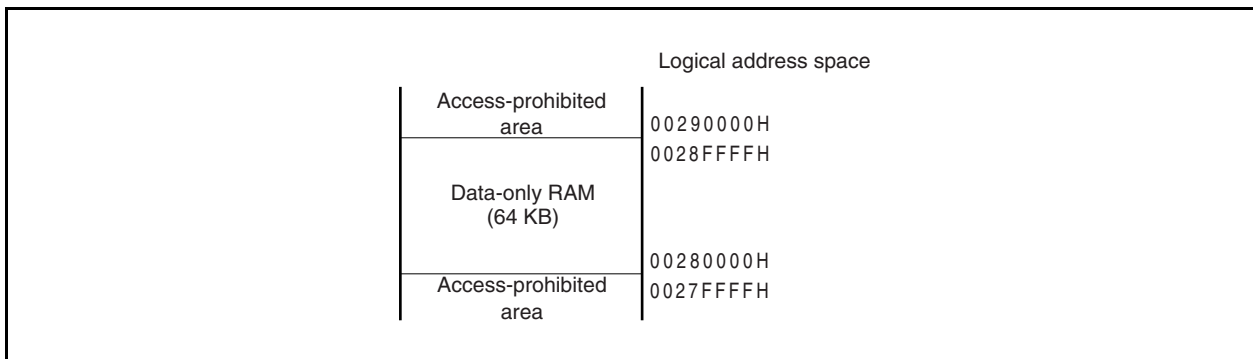 Logical address space
Access-prohibited
area
00290000H
0028FFFFH
Data-only RAM
(64 KB)
00280000H
0027FFFFH
Access-prohibited
area